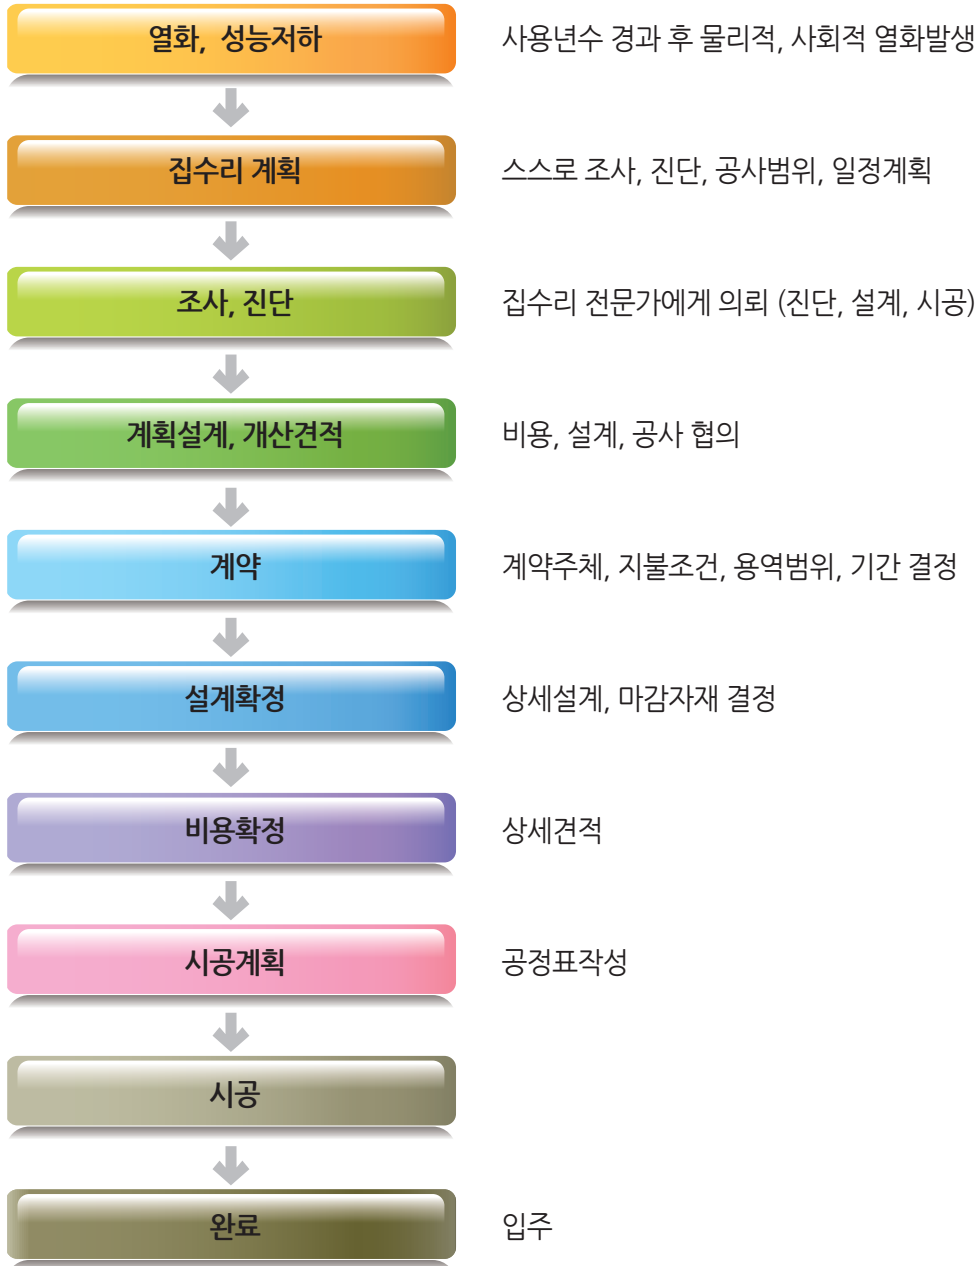 열화, 성능저하
사용년수 경과 후 물리적, 사회적 열화발생
집수리 계획
스스로 조사, 진단, 공사범위, 일정계획
조사, 진단
집수리 전문가에게 의뢰 (진단, 설계, 시공)
계획설계, 개산견적
비용, 설계, 공사 협의
계약
계약주체, 지불조건, 용역범위, 기간 결정
설계확정
상세설계, 마감자재 결정
비용확정
상세견적
시공계획
공정표작성
시공
완료
입주